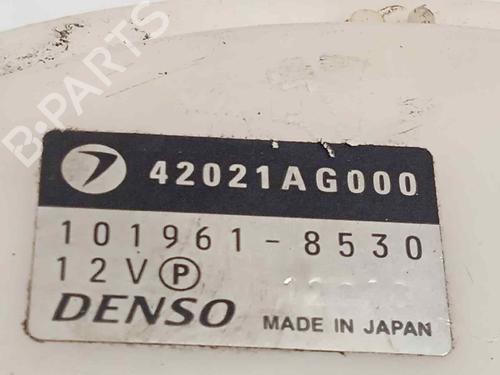 B-PARTS
42021AG000
101961-8530
12V P
DENSO MADE IN JAPAN